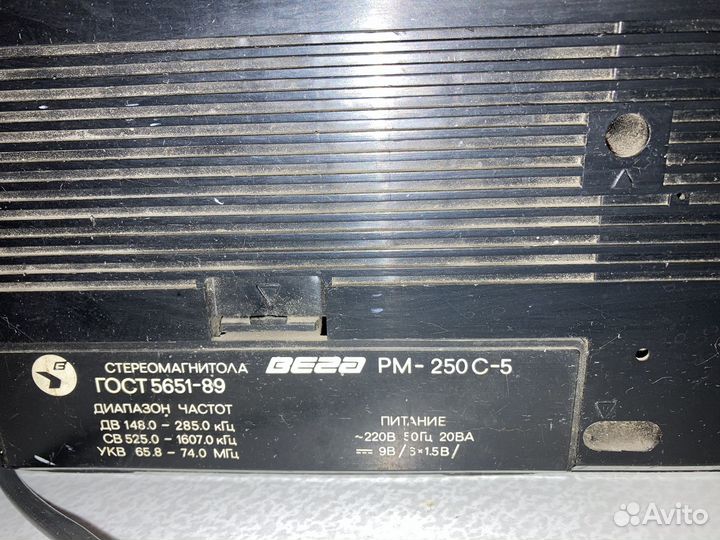 СТЕРЕОМАГНИТОЛА ВЕГА РМ-250С-5
ГОСТ 5651-89
ДИАПАЗОН ЧАСТОТ
ДВ 148.0 - 285.0 кГц
СВ 525.0 - 1607.0 кГц
УКВ 65.8 - 74.0 МГц
ПИТАНИЕ
~220В 50Гц 20ВА
⎓ 9В /6×1.5В/
Avito